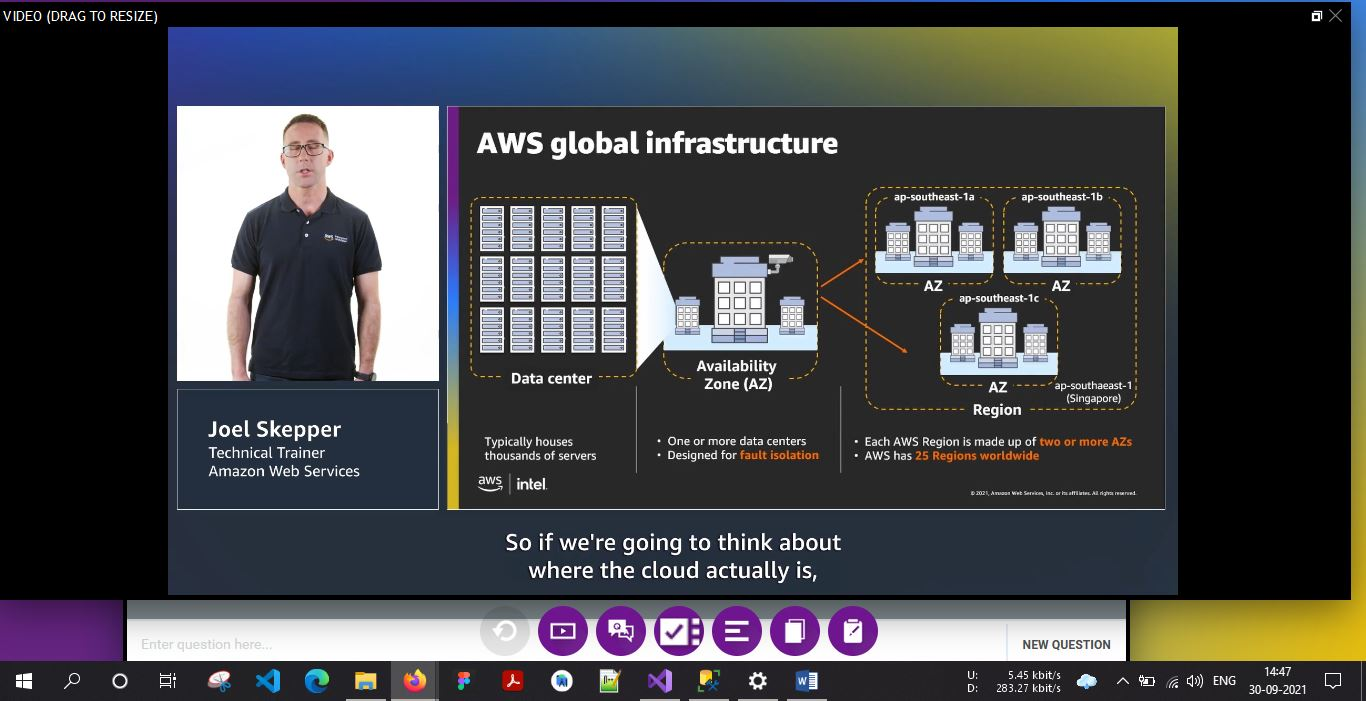 VIDEO (DRAG TO RESIZE)
AWS global infrastructure
Data center
Typically houses
thousands of servers
Availability
Zone (AZ)
• One or more data centers
• Designed for fault isolation
ap-southeast-1a
AZ
ap-southeast-1b
AZ
ap-southeast-1c
AZ
ap-southaeast-1
(Singapore)
Region
• Each AWS Region is made up of two or more AZs
• AWS has 25 Regions worldwide
aws | intel.
© 2021, Amazon Web Services, Inc. or its affiliates. All rights reserved.
Joel Skepper
Technical Trainer
Amazon Web Services
So if we're going to think about
where the cloud actually is,
Enter question here...
NEW QUESTION
U: 5.45 kbit/s
D: 283.27 kbit/s
ENG
14:47
30-09-2021